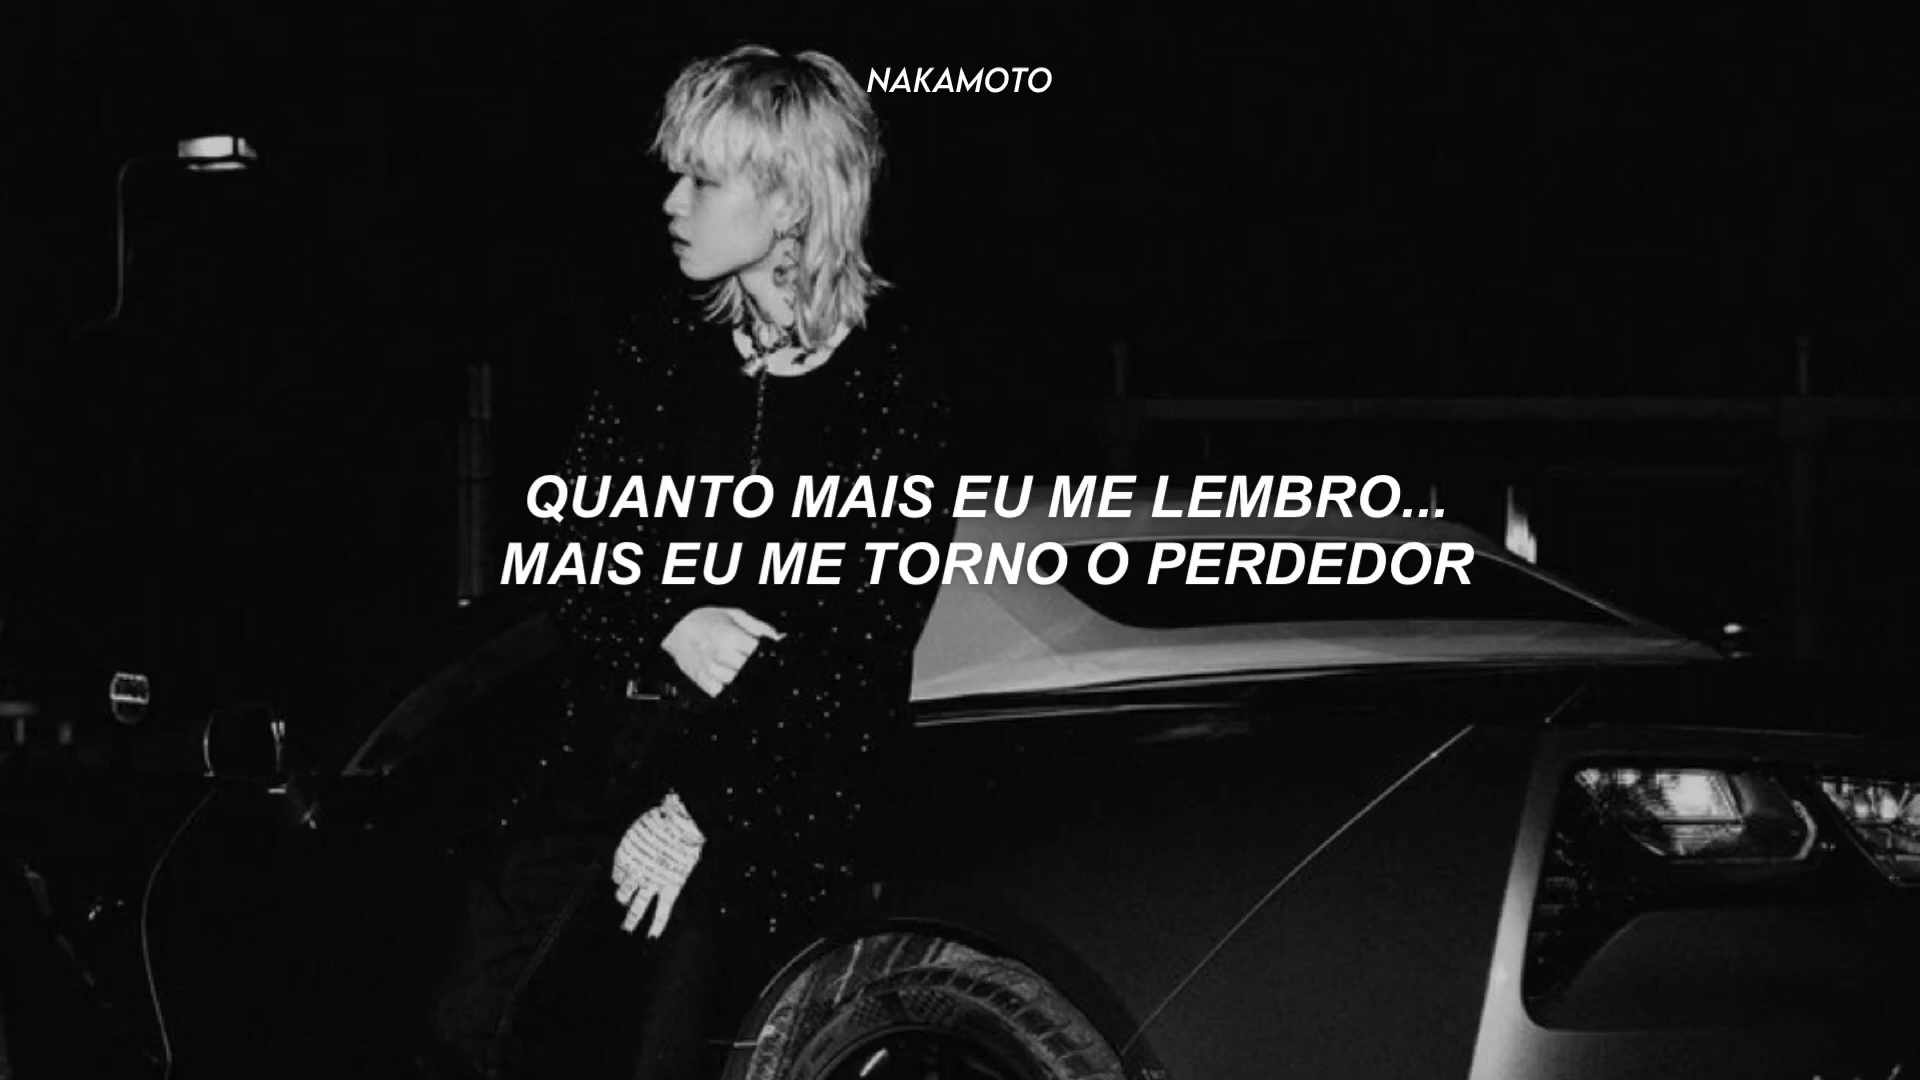 NAKAMOTO
QUANTO MAIS EU ME LEMBRO...
MAIS EU ME TORNO O PERDEDOR